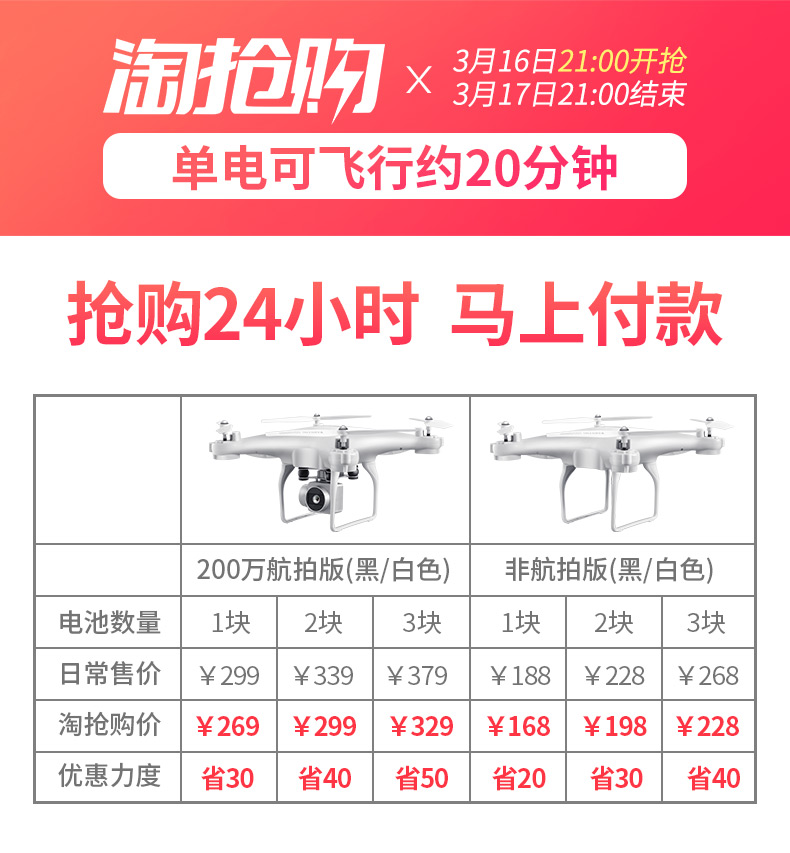 淘抢购
X
3月16日21:00开抢
3月17日21:00结束
单电可飞行约20分钟
抢购24小时 马上付款
200万航拍版(黑/白色) 非航拍版(黑/白色)
电池数量 1块 2块 3块 1块 2块 3块
日常售价 ￥299 ￥339 ￥379 ￥188 ￥228 ￥268
淘抢购价 ￥269 ￥299 ￥329 ￥168 ￥198 ￥228
优惠力度 省30 省40 省50 省20 省30 省40